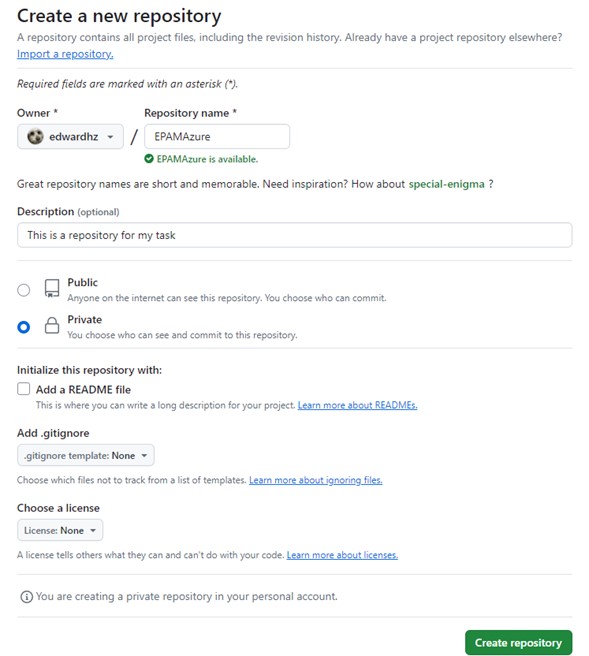 Create a new repository
A repository contains all project files, including the revision history. Already have a project repository elsewhere?
Import a repository.
Required fields are marked with an asterisk (*).
Owner *
Repository name *
edwardhz
/
EPAMAzure
EPAMAzure is available.
Great repository names are short and memorable. Need inspiration? How about special-enigma ?
Description (optional)
This is a repository for my task
Public
Anyone on the internet can see this repository. You choose who can commit.
Private
You choose who can see and commit to this repository.
Initialize this repository with:
Add a README file
This is where you can write a long description for your project. Learn more about READMEs.
Add .gitignore
.gitignore template: None
Choose which files not to track from a list of templates. Learn more about ignoring files.
Choose a license
License: None
A license tells others what they can and can't do with your code. Learn more about licenses.
You are creating a private repository in your personal account.
Create repository